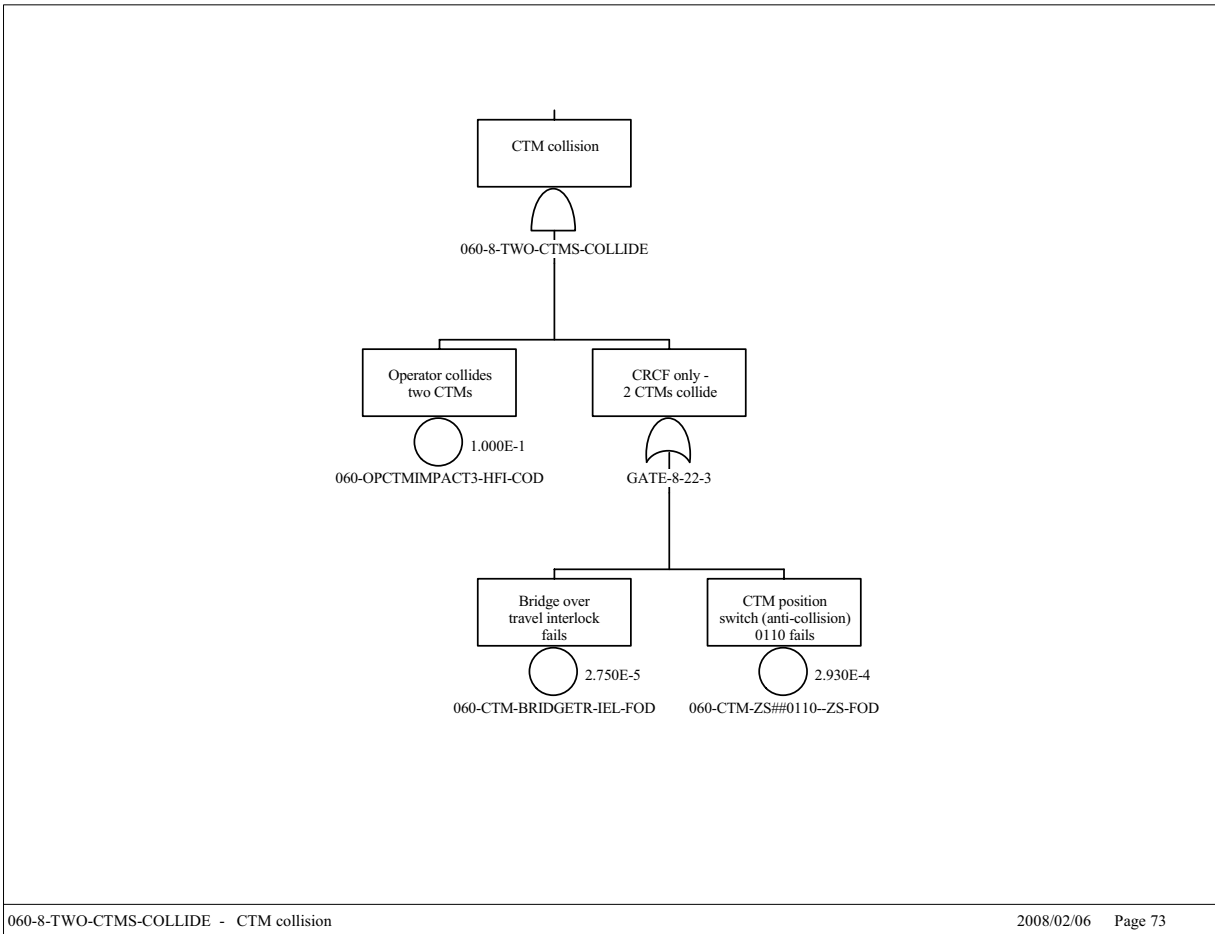 CTM collision
060-8-TWO-CTMS-COLLIDE
Operator collides
two CTMs
1.000E-1
060-OPCTMIMPACT3-HFI-COD
CRCF only -
2 CTMs collide
GATE-8-22-3
Bridge over
travel interlock
fails
2.750E-5
060-CTM-BRIDGETR-IEL-FOD
CTM position
switch (anti-collision)
0110 fails
2.930E-4
060-CTM-ZS##0110--ZS-FOD
060-8-TWO-CTMS-COLLIDE - CTM collision
2008/02/06 Page 73